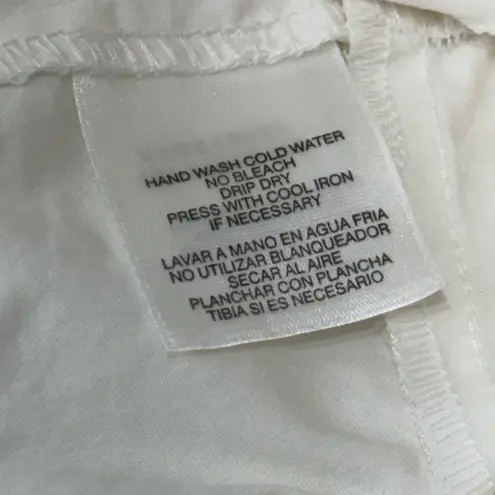 HAND WASH COLD WATER
NO BLEACH
DRIP DRY
PRESS WITH COOL IRON
IF NECESSARY
LAVAR A MANO EN AGUA FRIA
NO UTILIZAR BLANQUEADOR
SECAR AL AIRE
PLANCHAR CON PLANCHA
TIBIA SI ES NECESARIO